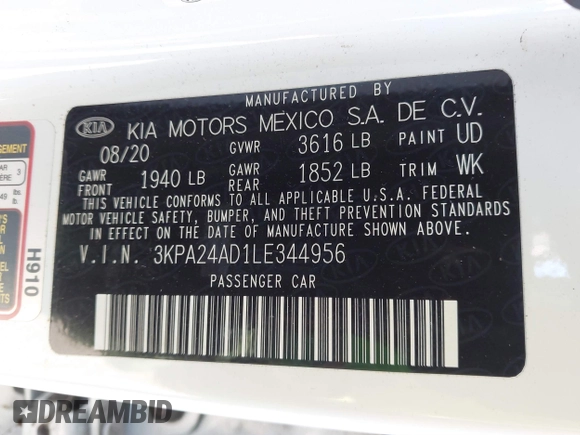 MANUFACTURED BY
KIA KIA MOTORS MEXICO S.A. DE C.V.
08/20 GVWR 3616 LB PAINT UD
GAWR FRONT 1940 LB GAWR REAR 1852 LB TRIM WK
THIS VEHICLE CONFORMS TO ALL APPLICABLE U.S.A. FEDERAL
MOTOR VEHICLE SAFETY, BUMPER, AND THEFT PREVENTION STANDARDS
IN EFFECT ON THE DATE OF MANUFACTURE SHOWN ABOVE.
V.I.N. 3KPA24AD1LE344956
PASSENGER CAR
H910
DREAMBID